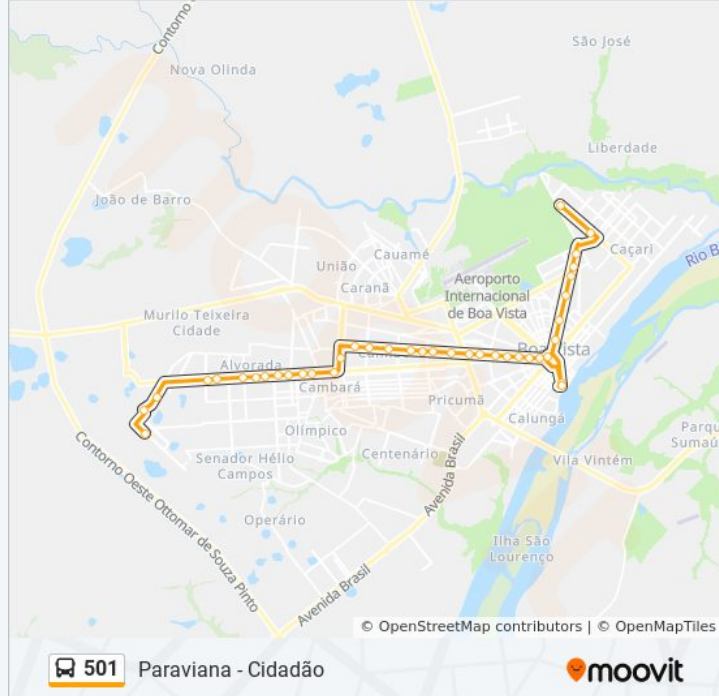 São José
Contorno
Nova Olinda
Liberdade
João de Barro
Caçari
Cauamé
União
Caranã
Rio B
Aeroporto
Internacional
de Boa Vista
Murilo Teixeira
Cidade
Boa Vista
Alvorada
Cambará
Pricumã
Calungá
Olímpico
Parqu
Sumaú
Senador Hélio
Campos
Centenário
Vila Vintém
Avenida Brasil
Contorno Oeste Ottomar de Souza Pinto
Operário
Ilha São
Lourenço
Avenida Brasil
© OpenStreetMap contributors | © OpenMapTiles
501 Paraviana - Cidadão
moovit